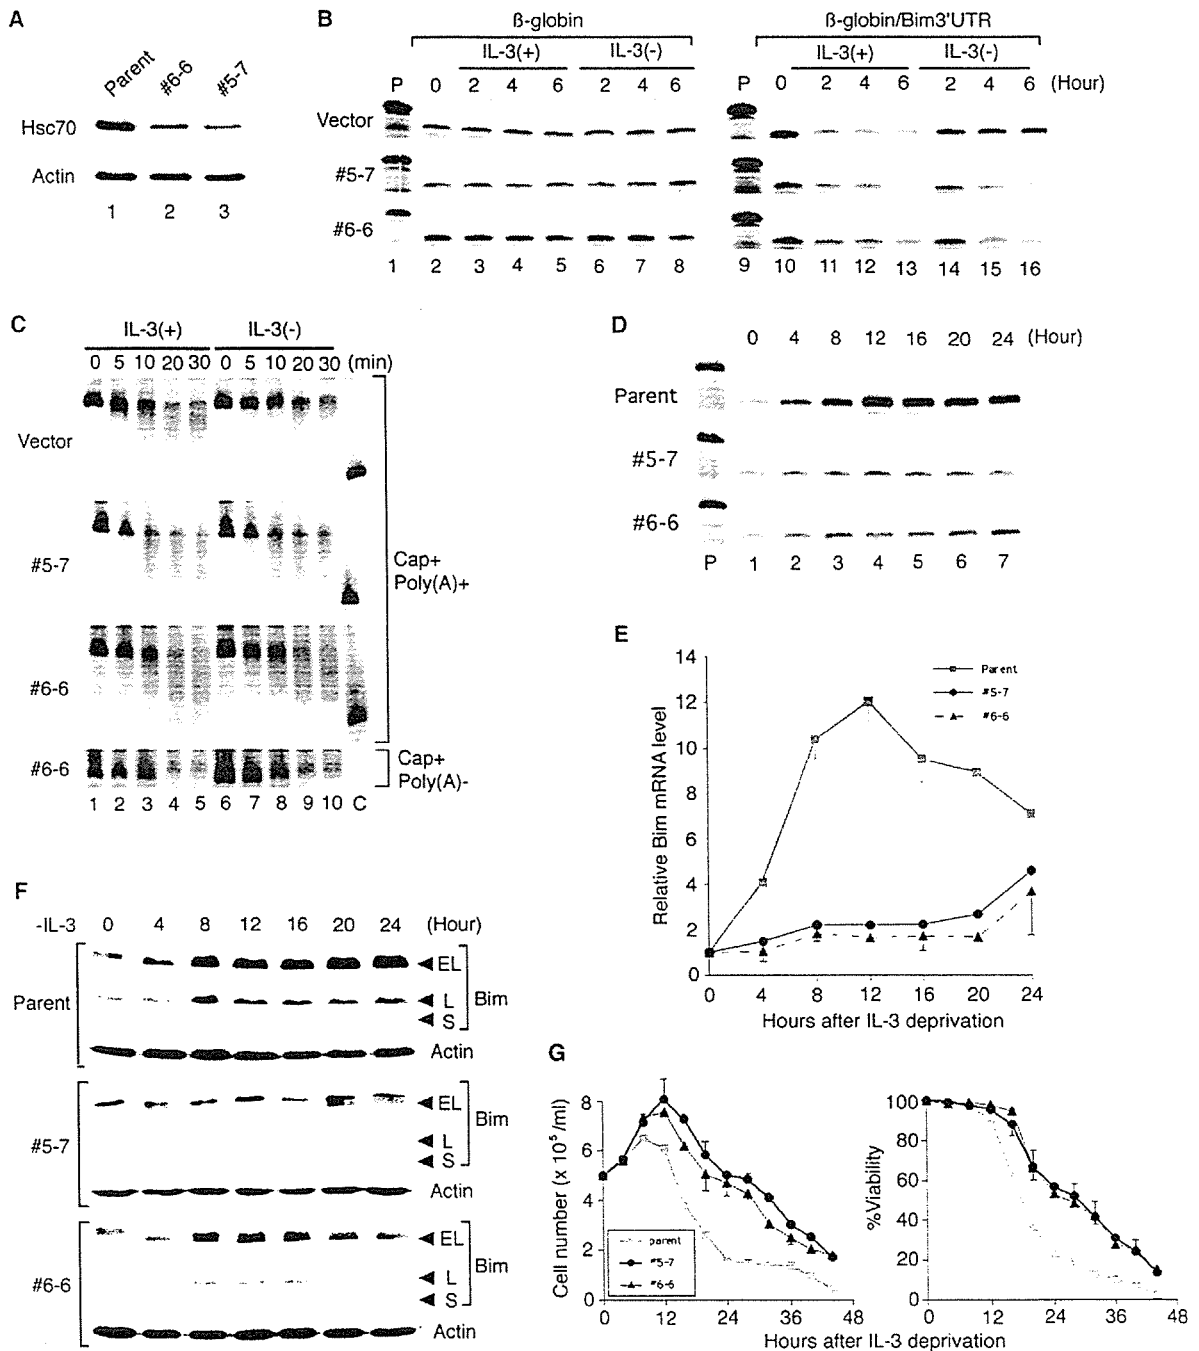 A
Parent #6-6 #5-7
Hsc70
Actin
1 2 3
B
ß-globin
ß-globin/Bim3'UTR
IL-3(+) IL-3(-)
IL-3(+) IL-3(-)
P 0 2 4 6 2 4 6
P 0 2 4 6 2 4 6 (Hour)
Vector
#5-7
#6-6
1 2 3 4 5 6 7 8
9 10 11 12 13 14 15 16
C
IL-3(+) IL-3(-)
0 5 10 20 30 0 5 10 20 30 (min)
Vector
#5-7
#6-6
Cap+
Poly(A)+
#6-6
Cap+
Poly(A)-
1 2 3 4 5 6 7 8 9 10 C
D
0 4 8 12 16 20 24 (Hour)
Parent
#5-7
#6-6
P 1 2 3 4 5 6 7
E
Relative Bim mRNA level
14
12
10
8
6
4
2
0
Parent
#5-7
#6-6
0 4 8 12 16 20 24
Hours after IL-3 deprivation
F
-IL-3 0 4 8 12 16 20 24 (Hour)
Parent
EL
L
S
Bim
Actin
#5-7
EL
L
S
Bim
Actin
#6-6
EL
L
S
Bim
Actin
G
Cell number (x 10⁵ /ml)
8
6
4
2
0
parent
#5-7
#6-6
0 12 24 36 48
%Viability
100
80
60
40
20
0
0 12 24 36 48
Hours after IL-3 deprivation